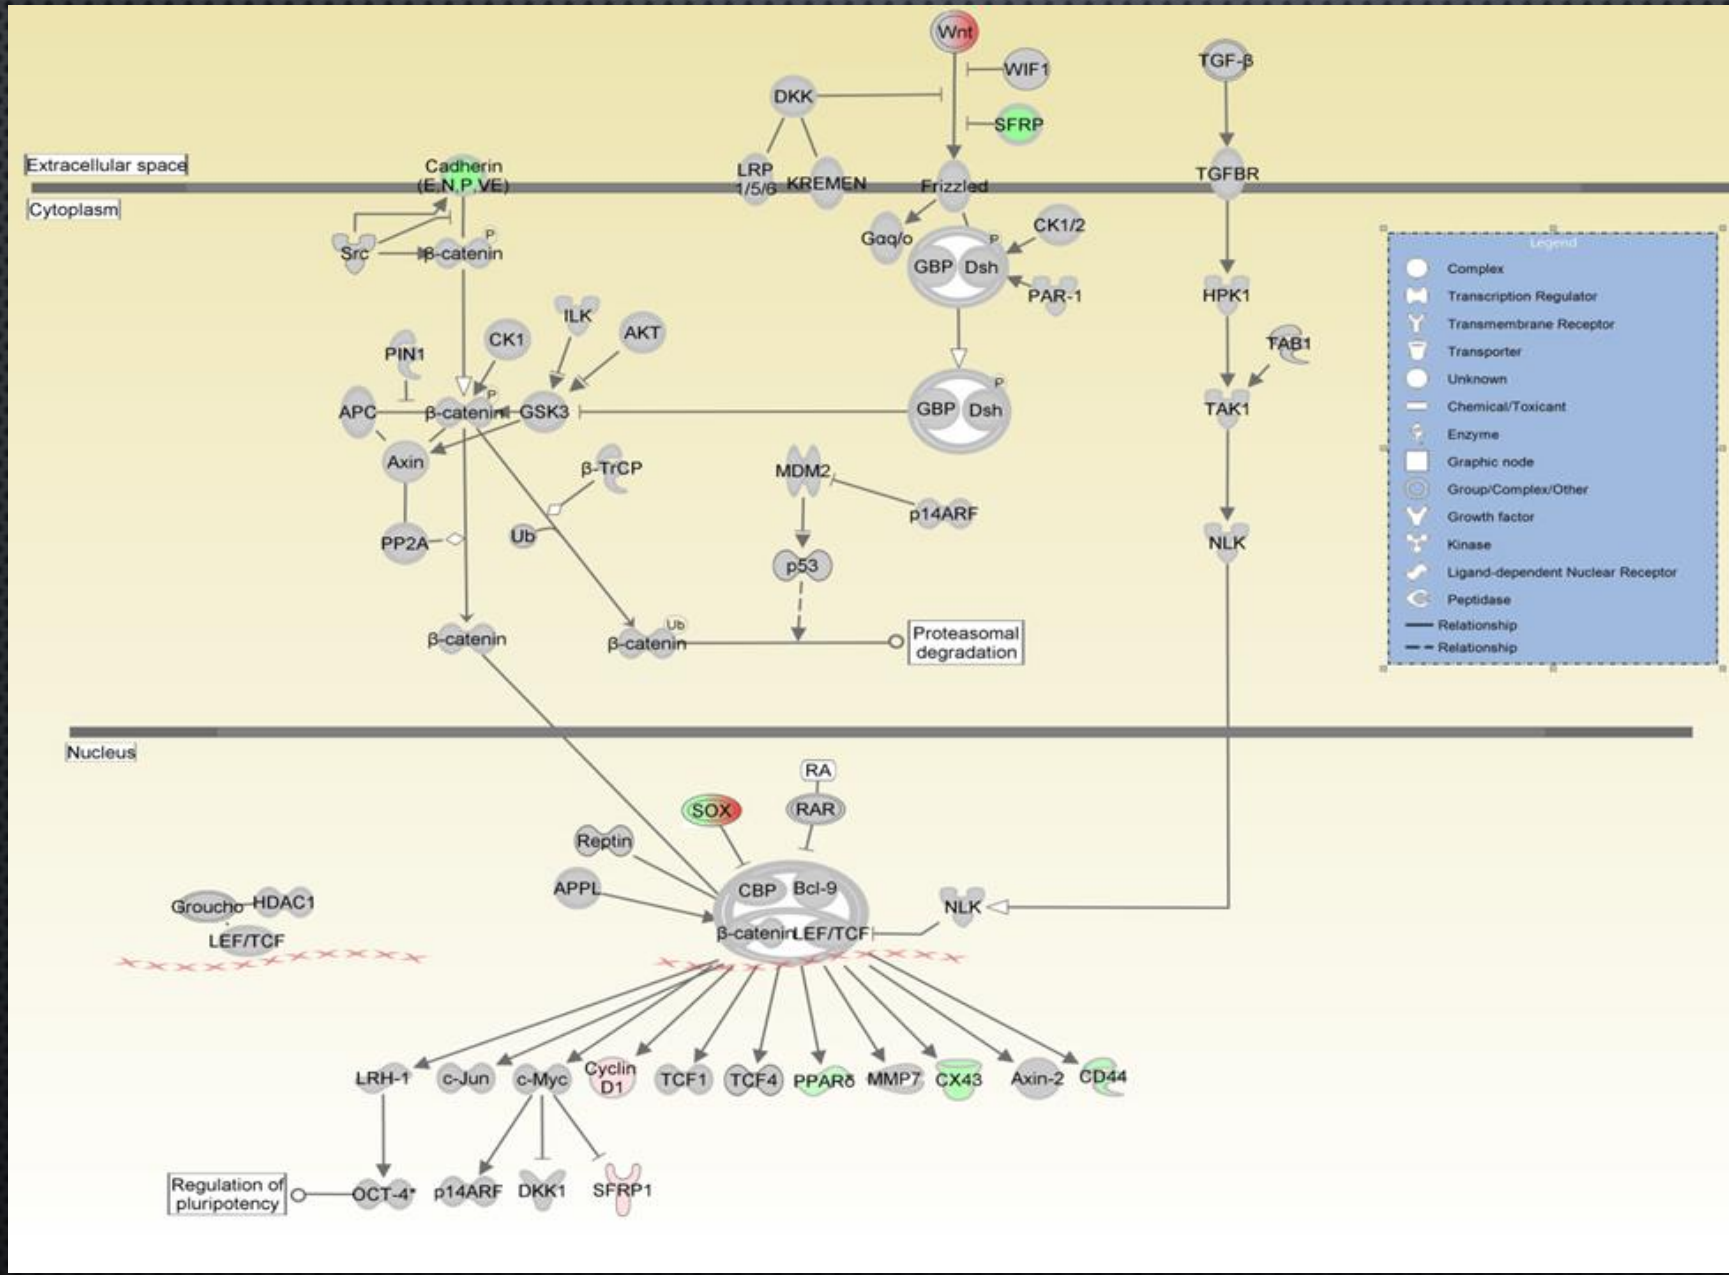 Wnt
WIF1
TGF-β
DKK
SFRP
Extracellular space
Cadherin
(E,N,P,VE)
LRP
1/5/6
KREMEN
Frizzled
TGFBR
Cytoplasm
Src
P
β-catenin
Gαq/o
P
CK1/2
GBP
Dsh
PAR-1
HPK1
Legend
Complex
Transcription Regulator
Transmembrane Receptor
Transporter
Unknown
Chemical/Toxicant
Enzyme
Graphic node
Group/Complex/Other
Growth factor
Kinase
Ligand-dependent Nuclear Receptor
Peptidase
Relationship
Relationship
ILK
AKT
CK1
PIN1
TAB1
APC
P
β-catenin
GSK3
P
GBP
Dsh
TAK1
Axin
β-TrCP
MDM2
p14ARF
PP2A
Ub
p53
NLK
β-catenin
Ub
β-catenin
Proteasomal
degradation
Nucleus
RA
SOX
RAR
Reptin
APPL
CBP
Bcl-9
Groucho
HDAC1
NLK
LEF/TCF
β-catenin
LEF/TCF
LRH-1
c-Jun
c-Myc
Cyclin
D1
TCF1
TCF4
PPARδ*
MMP7
CX43
Axin-2
CD44
Regulation of
pluripotency
OCT-4*
p14ARF
DKK1
SFRP1